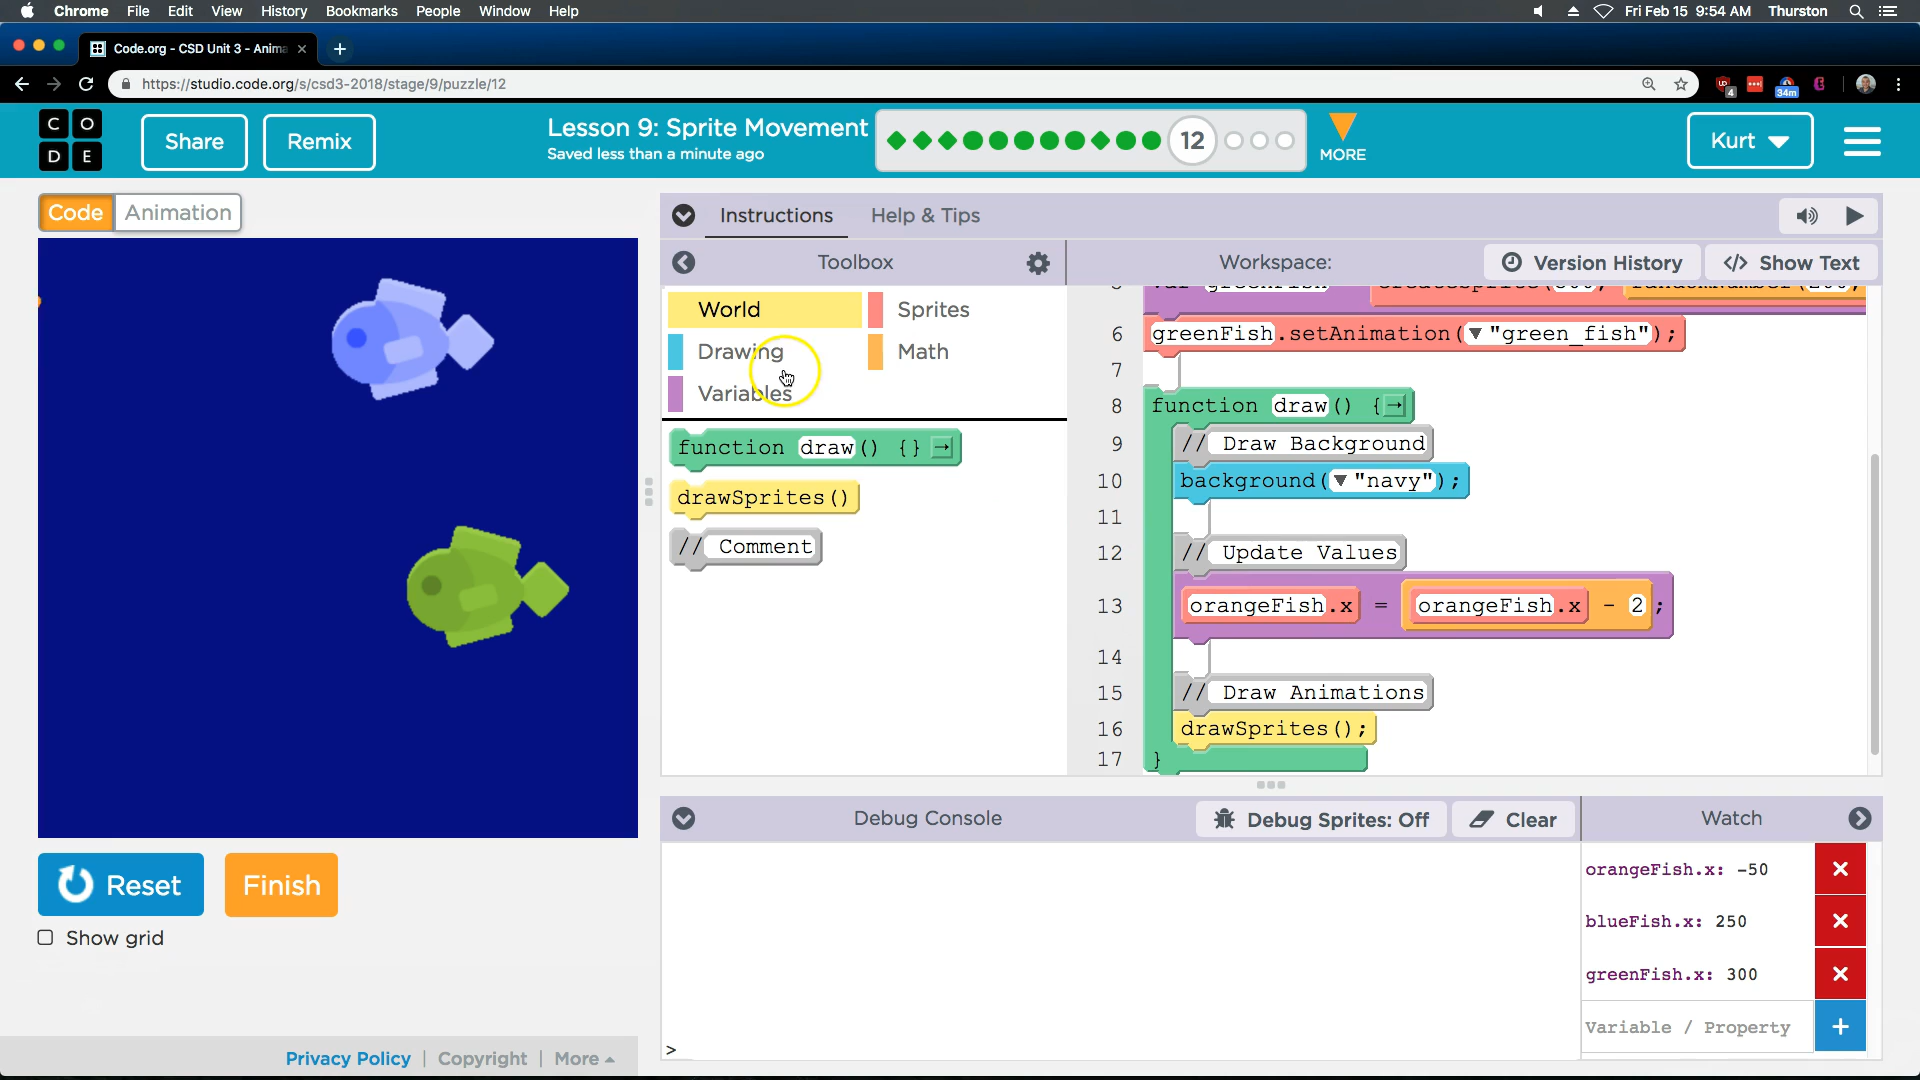 Chrome File Edit View History Bookmarks People Window Help Fri Feb 15 9:54 AM Thurston
Code.org - CSD Unit 3 - Anima
https://studio.code.org/s/csd3-2018/stage/9/puzzle/12
4
34m
CODE
Share
Remix
Lesson 9: Sprite Movement
Saved less than a minute ago
12
MORE
Kurt
Code Animation
Instructions Help & Tips
Toolbox
Workspace:
Version History
</> Show Text
World
Sprites
Drawing
Math
Variables
function draw() {}
drawSprites()
// Comment
6 greenFish.setAnimation("green_fish");
7
8 function draw() {
9 // Draw Background
10 background("navy");
11
12 // Update Values
13 orangeFish.x = orangeFish.x - 2;
14
15 // Draw Animations
16 drawSprites();
17 }
Debug Console
Debug Sprites: Off
Clear
Watch
orangeFish.x: -50
blueFish.x: 250
greenFish.x: 300
Variable / Property
+
>
Reset
Finish
Show grid
Privacy Policy | Copyright | More